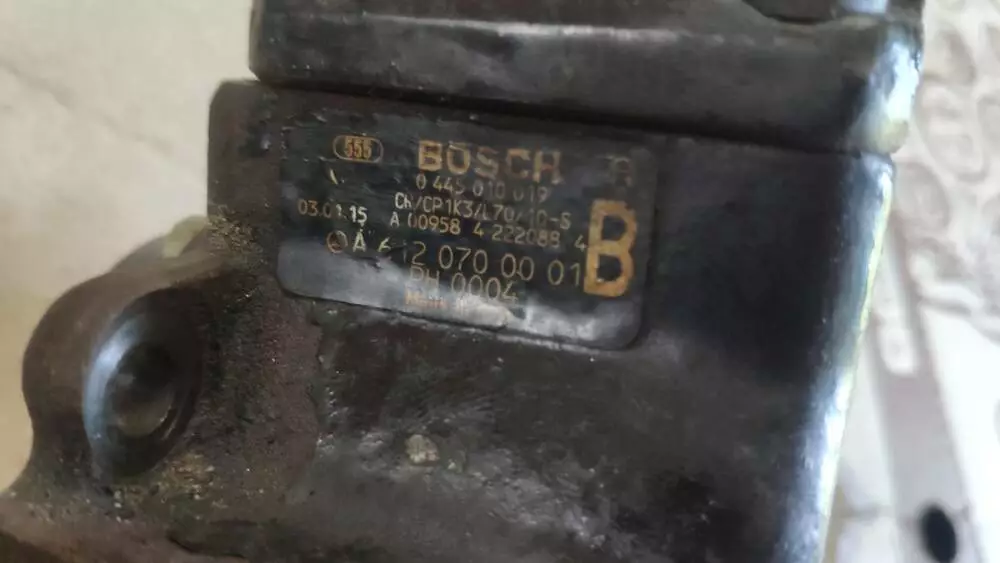 555 BOSCH
0 445 010 019
CR/CP1K3/L70/10-S
03.01.15 A 00958 4 222088 4
A 612 070 00 01 B
PH 0004